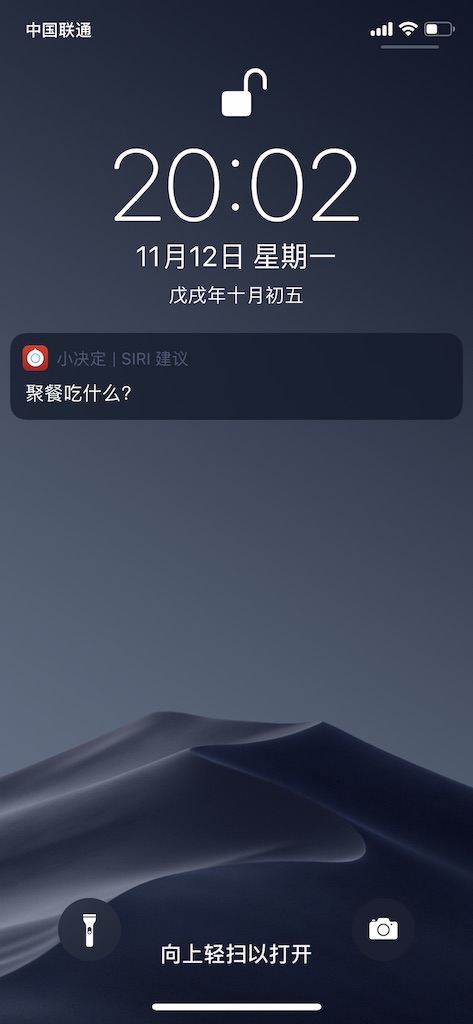 中国联通
20:02
11月12日 星期一
戊戌年十月初五
小决定 | SIRI 建议
聚餐吃什么?
向上轻扫以打开